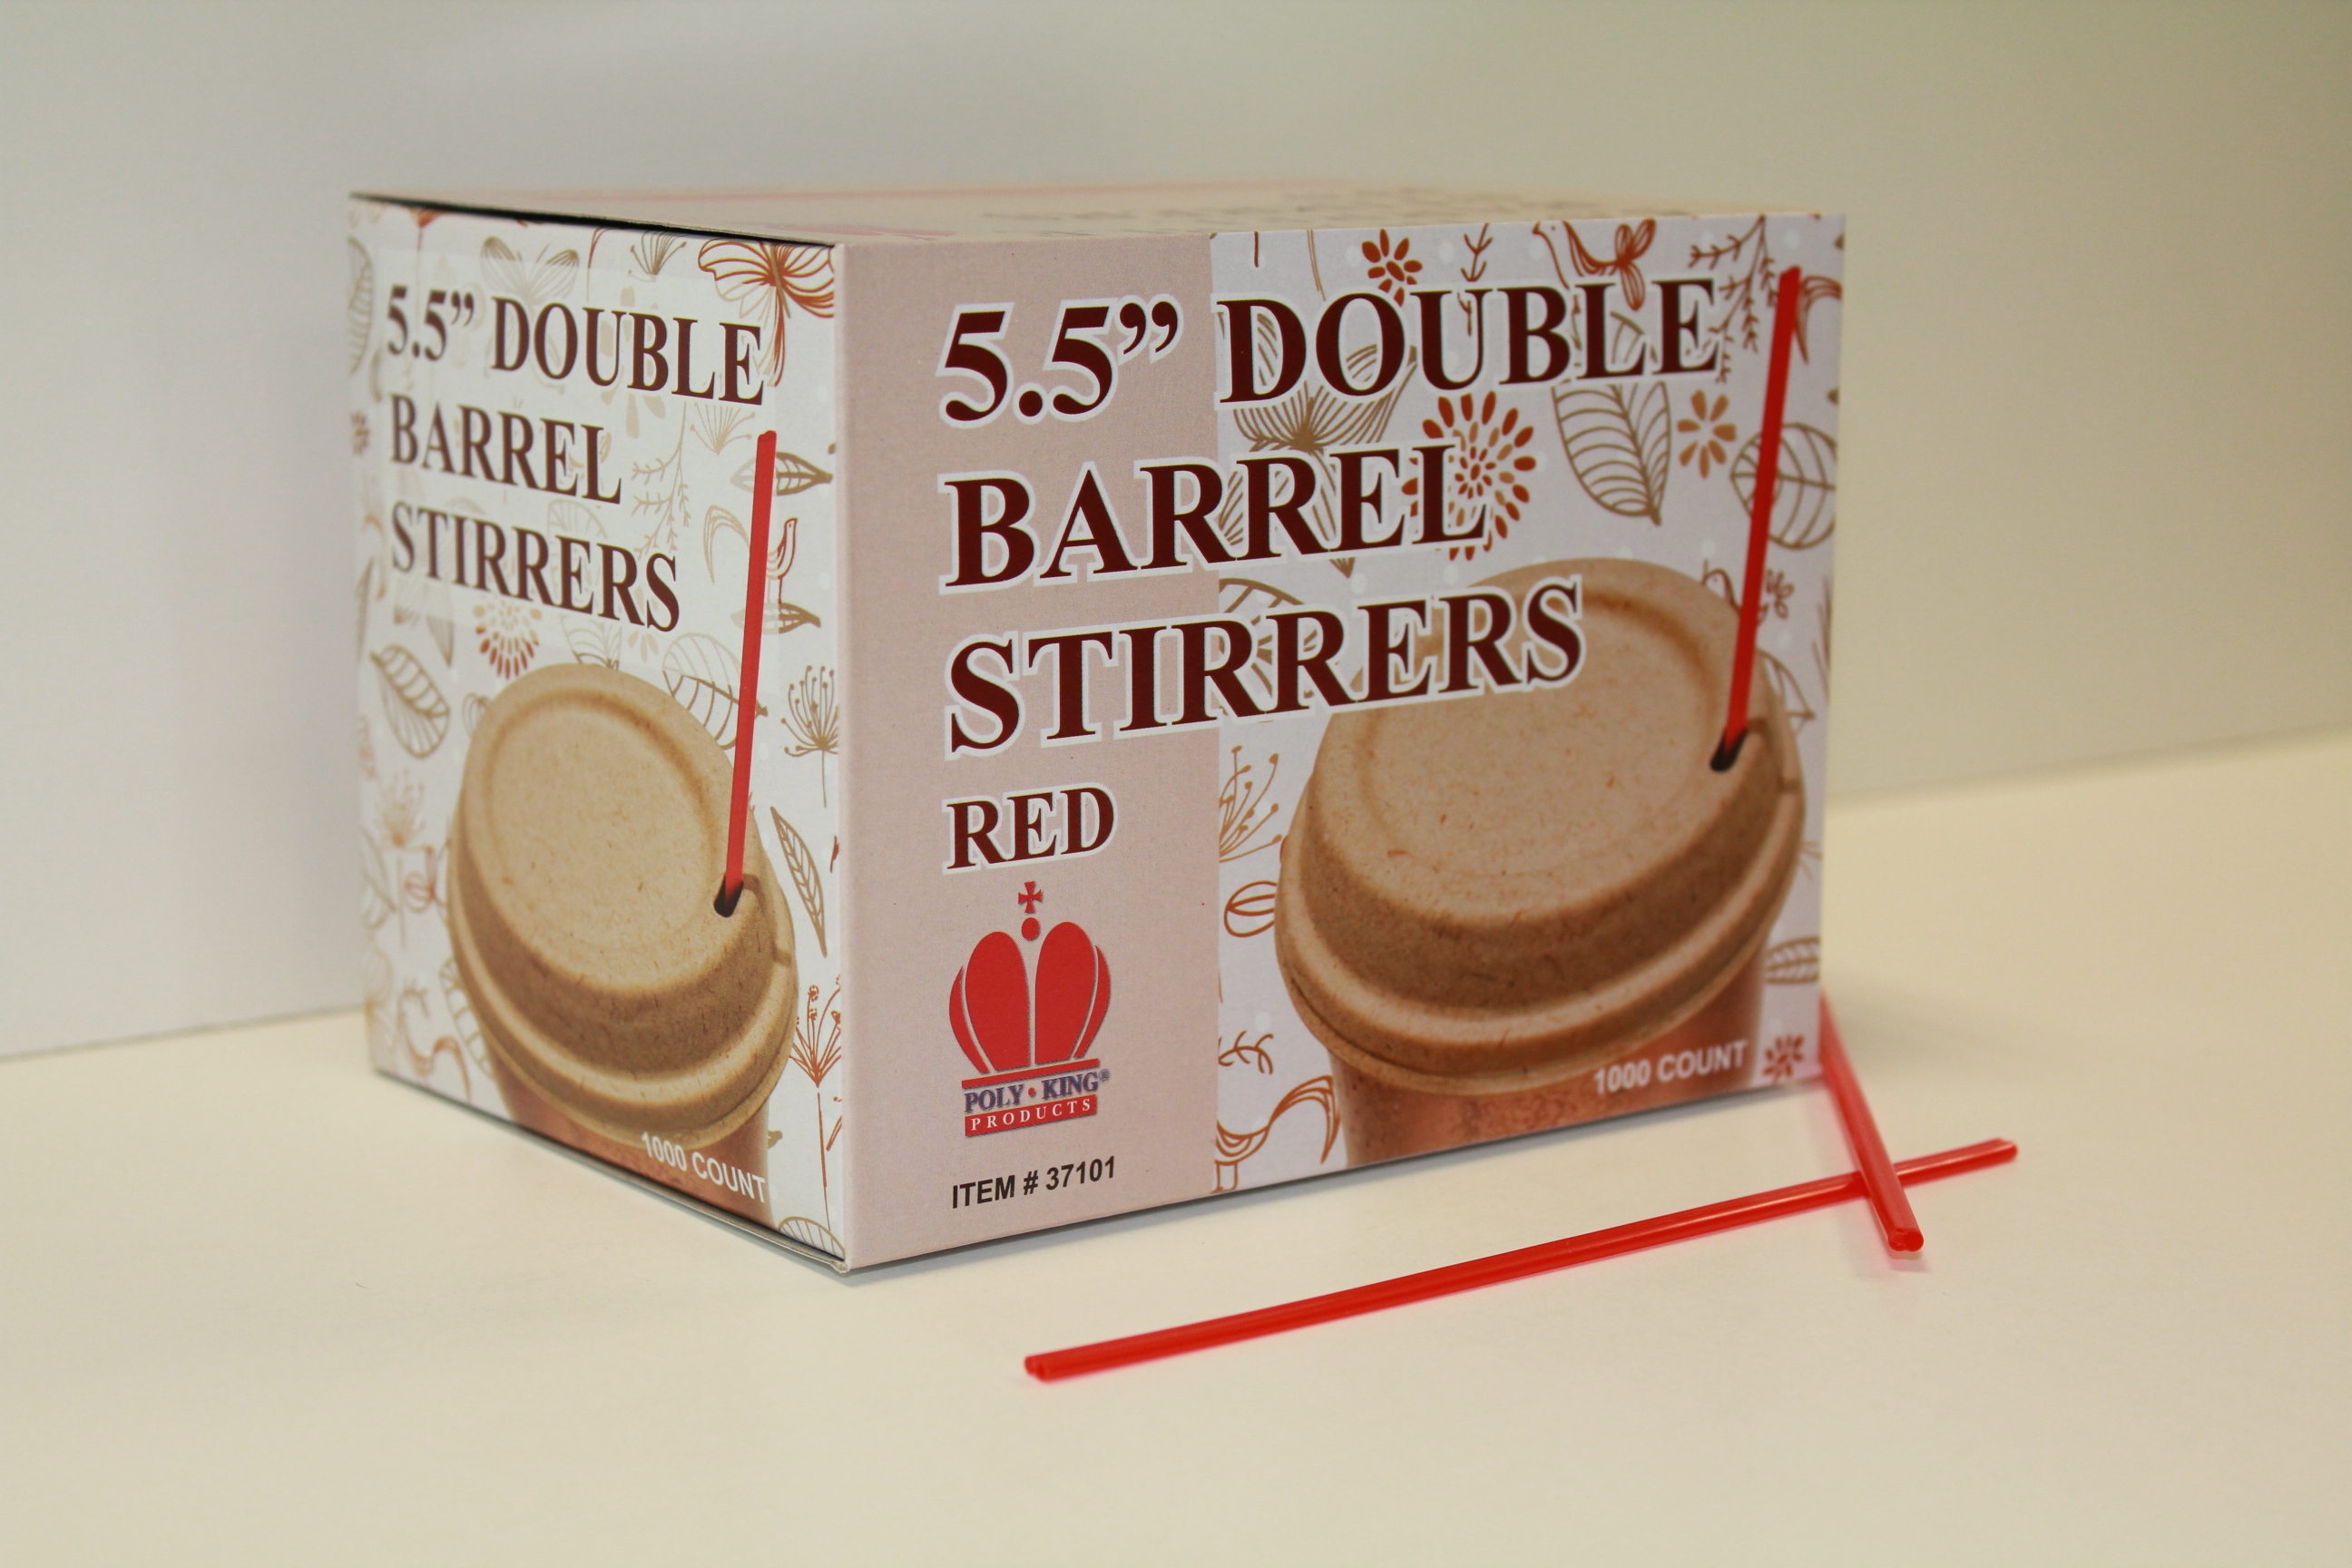 5.5” DOUBLE
BARREL
STIRRERS
1000 COUNT
5.5” DOUBLE
BARREL
STIRRERS
RED
POLY • KING®
PRODUCTS
ITEM # 37101
1000 COUNT